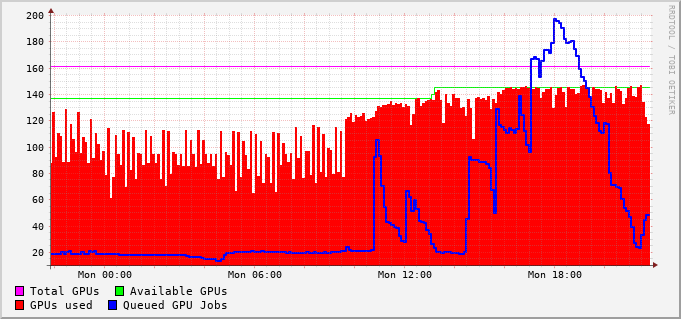 200
180
160
140
120
100
80
60
40
20
Mon 00:00 Mon 06:00 Mon 12:00 Mon 18:00
Total GPUs Available GPUs
GPUs used Queued GPU Jobs
RRDTOOL / TOBI OETIKER